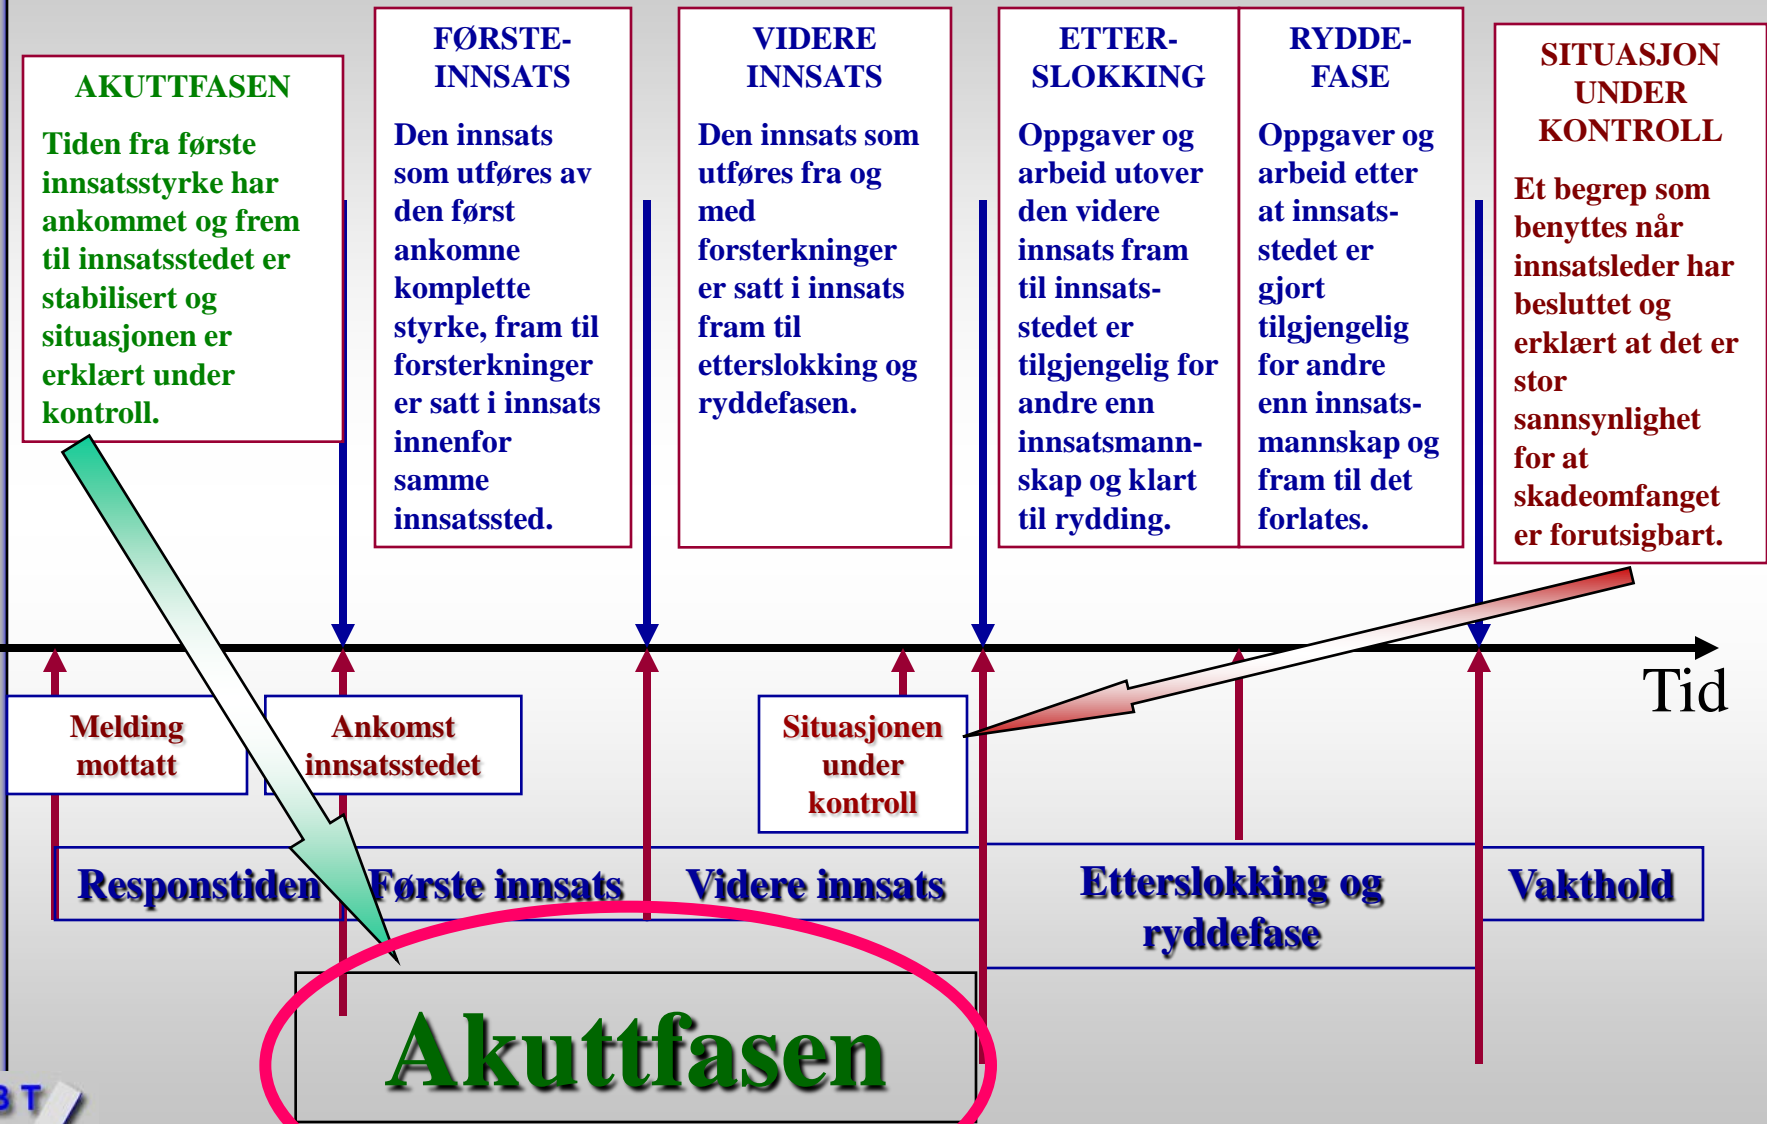 AKUTTFASEN
Tiden fra første
innsatsstyrke har
ankommet og frem
til innsatsstedet er
stabilisert og
situasjonen er
erklært under
kontroll.
FØRSTE-
INNSATS
Den innsats
som utføres av
den først
ankomne
komplette
styrke, fram til
forsterkninger
er satt i innsats
innenfor
samme
innsatssted.
VIDERE
INNSATS
Den innsats som
utføres fra og
med
forsterkninger
er satt i innsats
fram til
etterslokking og
ryddefasen.
ETTER-
SLOKKING
Oppgaver og
arbeid utover
den videre
innsats fram
til innsats-
stedet er
tilgjengelig for
andre enn
innsatsmann-
skap og klart
til rydding.
RYDDE-
FASE
Oppgaver og
arbeid etter
at innsats-
stedet er
gjort
tilgjengelig
for andre
enn innsats-
mannskap og
fram til det
forlates.
SITUASJON
UNDER
KONTROLL
Et begrep som
benyttes når
innsatsleder har
besluttet og
erklært at det er
stor
sannsynlighet
for at
skadeomfanget
er forutsigbart.
Tid
Melding
mottatt
Ankomst
innsatsstedet
Situasjonen
under
kontroll
Responstiden
Første innsats
Videre innsats
Etterslokking og
ryddefase
Vakthold
Akuttfasen